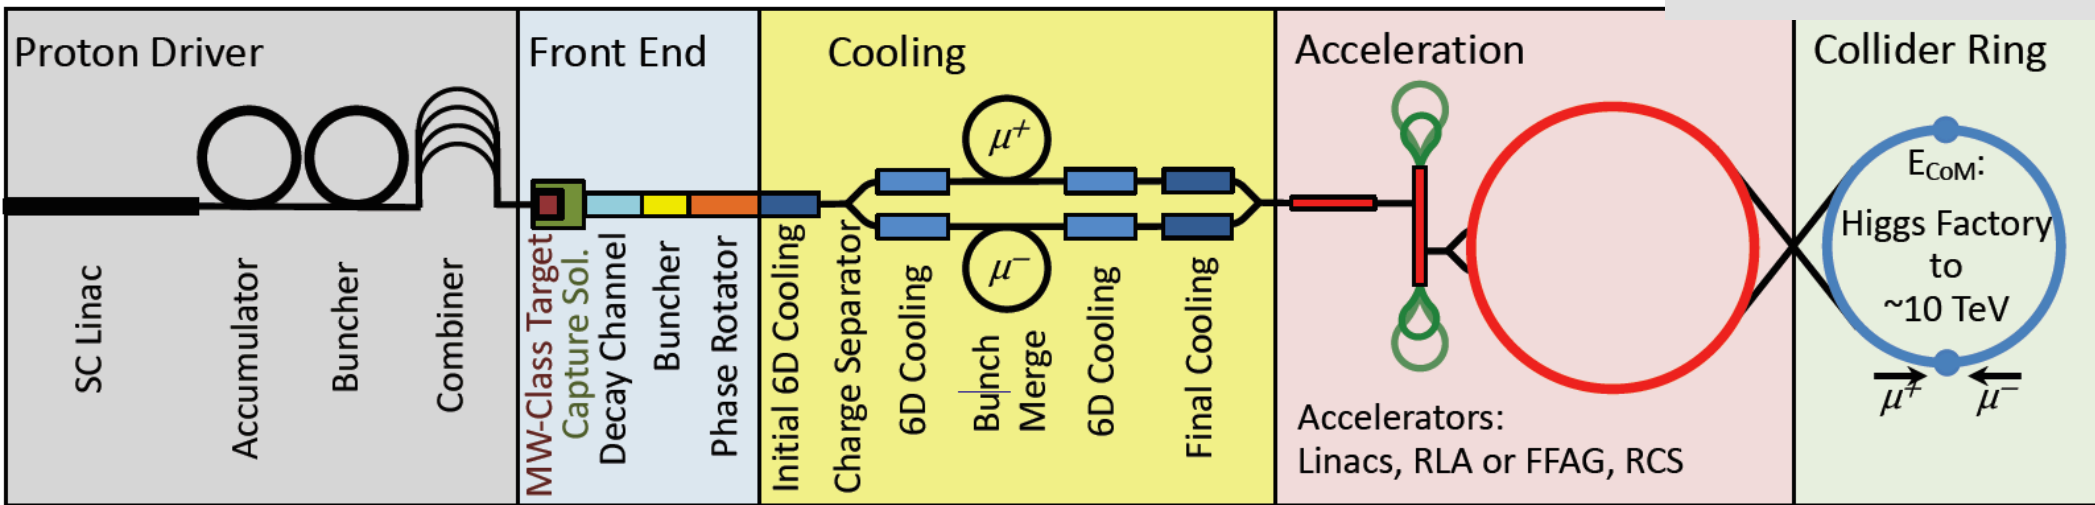 Proton Driver
SC Linac
Accumulator
Buncher
Combiner
Front End
MW-Class Target
Capture Sol.
Decay Channel
Buncher
Phase Rotator
Cooling
μ+
μ−
Initial 6D Cooling
Charge Separator
6D Cooling
Bunch
Merge
6D Cooling
Final Cooling
Acceleration
Accelerators:
Linacs, RLA or FFAG, RCS
Collider Ring
ECoM:
Higgs Factory
to
~10 TeV
μ+
μ−